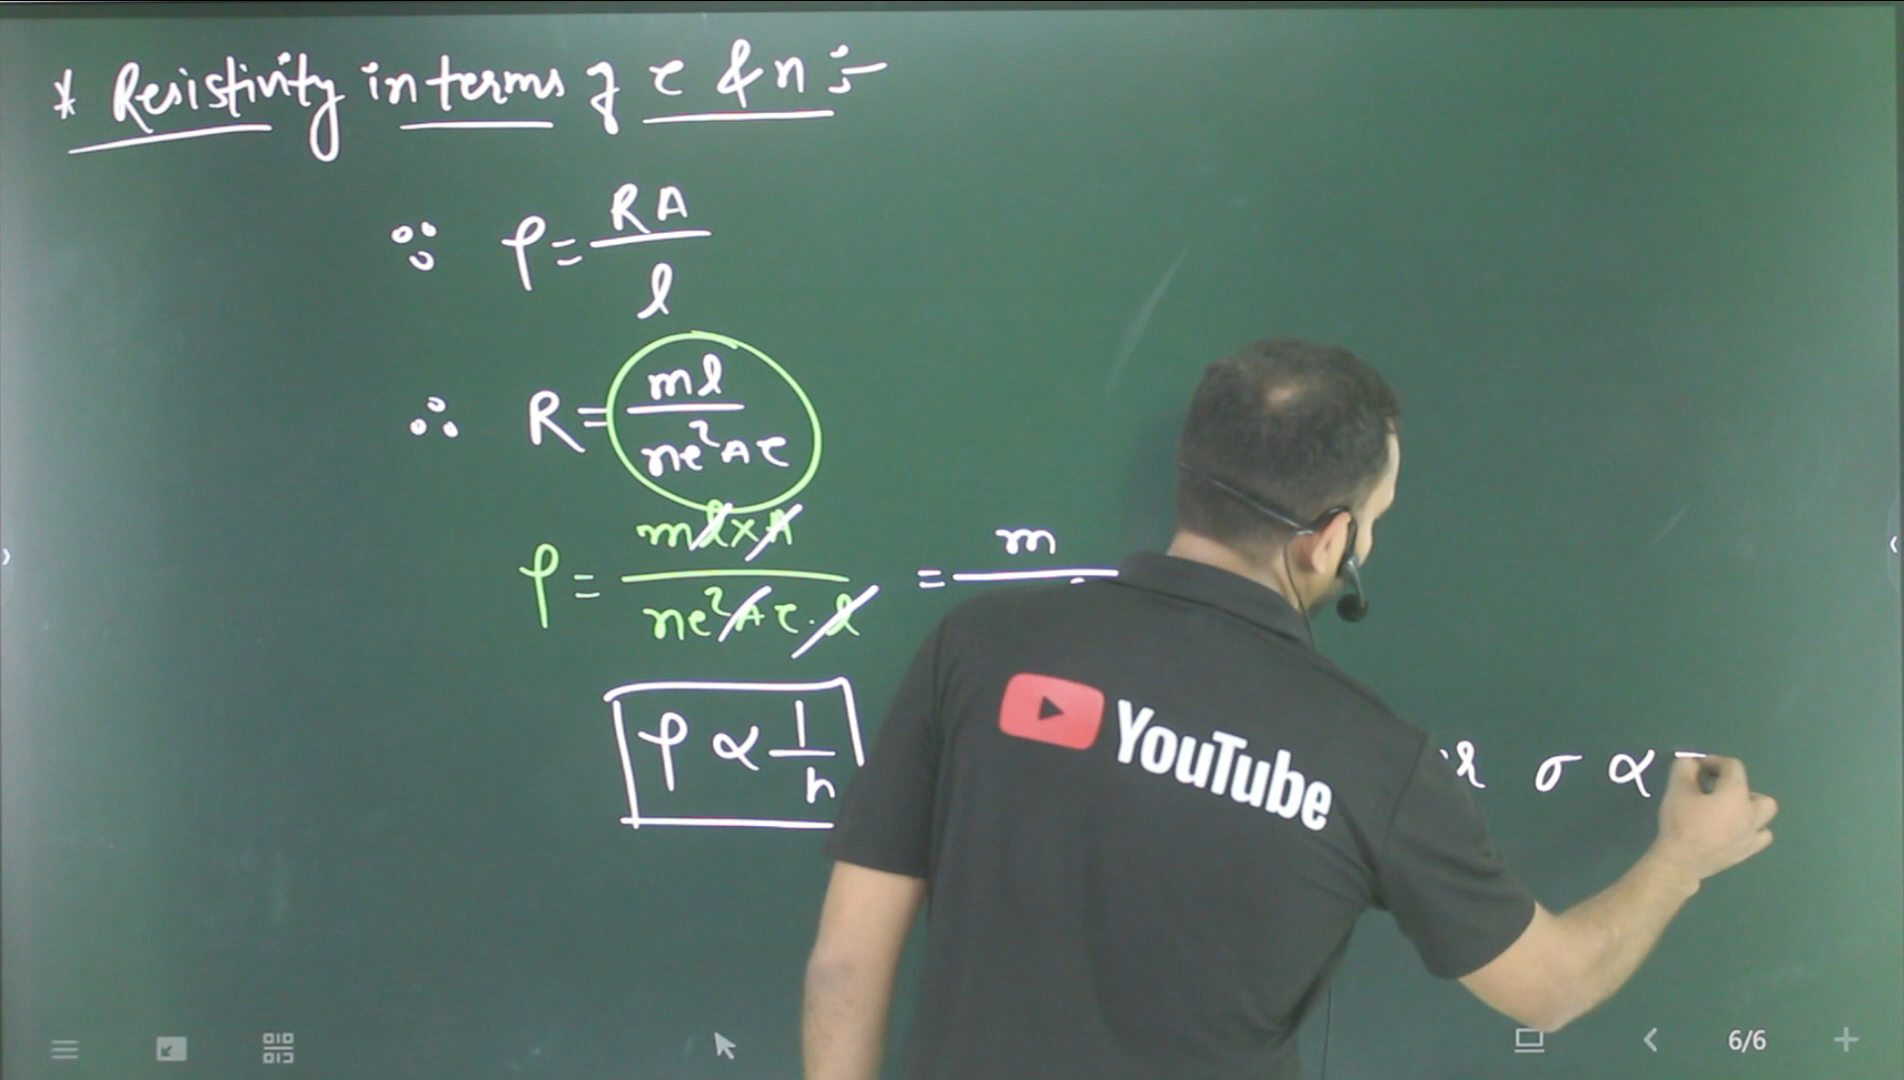 * Resistivity in terms of τ & n :-
∵ ρ = RA / l
∴ R = ml / ne²Aτ
ρ = ml×A / ne²Aτ.l = m
ρ ∝ 1/n
σ ∝ τ
YouTube
6/6